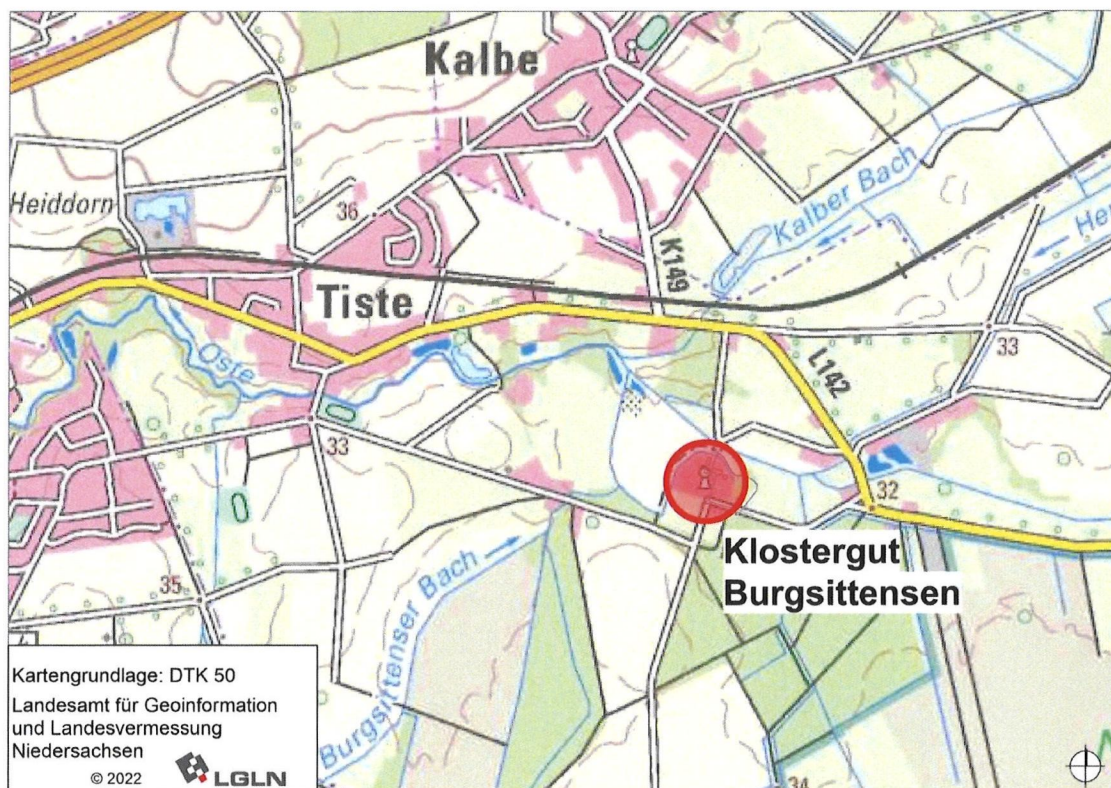 Kalbe
Heiddorn
36
Kalber Bach
K149
Tiste
Oste
L142
33
33
32
Klostergut
Burgsittensen
35
Burgsittenser Bach
34
Kartengrundlage: DTK 50
Landesamt für Geoinformation
und Landesvermessung
Niedersachsen
© 2022
LGLN